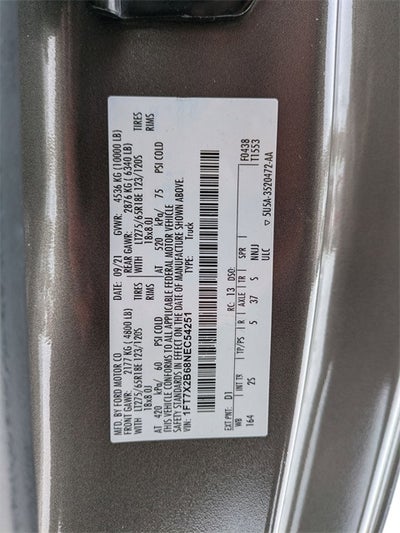 MFD. BY FORD MOTOR CO.
DATE: 09/21 GVWR: 4536 KG (10000 LB)
FRONT GAWR: 2177 KG (4800 LB) REAR GAWR: 2876 KG (6340 LB)
WITH LT275/65R18E 123/120S TIRES WITH LT275/65R18E 123/120S TIRES
18x8.0J RIMS 18x8.0J RIMS
AT 420 kPa/ 60 PSI COLD AT 520 kPa/ 75 PSI COLD
THIS VEHICLE CONFORMS TO ALL APPLICABLE FEDERAL MOTOR VEHICLE
SAFETY STANDARDS IN EFFECT ON THE DATE OF MANUFACTURE SHOWN ABOVE.
VIN: 1FT7X2B68NEC54251 TYPE: Truck
F0438
T1553
EXT PNT: D1 RC: 13 DSO:
WB INT TR TP/PS R AXLE TR SPR
164 25 5 37 5 NNUJ
ULC
5U5A-3520472-AA